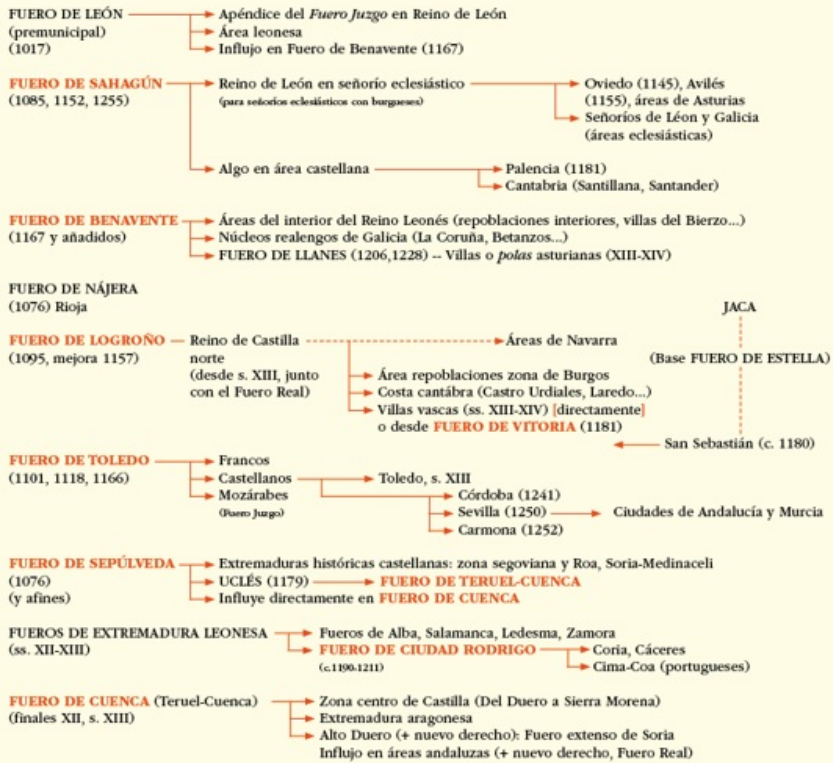 FUERO DE LEÓN
(premunicipal)
(1017)
Apéndice del Fuero Juzgo en Reino de León
Área leonesa
Influjo en Fuero de Benavente (1167)
FUERO DE SAHAGÚN
(1085, 1152, 1255)
Reino de León en señorío eclesiástico
(para señoríos eclesiásticos con burgueses)
Oviedo (1145), Avilés
(1155), áreas de Asturias
Señoríos de Léon y Galicia
(áreas eclesiásticas)
Algo en área castellana
Palencia (1181)
Cantabria (Santillana, Santander)
FUERO DE BENAVENTE
(1167 y añadidos)
Áreas del interior del Reino Leonés (repoblaciones interiores, villas del Bierzo...)
Núcleos realengos de Galicia (La Coruña, Betanzos...)
FUERO DE LLANES (1206,1228) -- Villas o polas asturianas (XIII-XIV)
FUERO DE NÁJERA
(1076) Rioja
JACA
FUERO DE LOGROÑO
(1095, mejora 1157)
Reino de Castilla
norte
(desde s. XIII, junto
con el Fuero Real)
Áreas de Navarra
(Base FUERO DE ESTELLA)
Área repoblaciones zona de Burgos
Costa cantábra (Castro Urdiales, Laredo...)
Villas vascas (ss. XIII-XIV) [directamente]
o desde FUERO DE VITORIA (1181)
San Sebastián (c. 1180)
FUERO DE TOLEDO
(1101, 1118, 1166)
Francos
Castellanos
Mozárabes
(Fuero Juzgo)
Toledo, s. XIII
Córdoba (1241)
Sevilla (1250)
Carmona (1252)
Ciudades de Andalucía y Murcia
FUERO DE SEPÚLVEDA
(1076)
(y afines)
Extremaduras históricas castellanas: zona segoviana y Roa, Soria-Medinaceli
UCLÉS (1179)
FUERO DE TERUEL-CUENCA
Influye directamente en FUERO DE CUENCA
FUEROS DE EXTREMADURA LEONESA
(ss. XII-XIII)
Fueros de Alba, Salamanca, Ledesma, Zamora
FUERO DE CIUDAD RODRIGO
(c.1190-1211)
Coria, Cáceres
Cima-Coa (portugueses)
FUERO DE CUENCA (Teruel-Cuenca)
(finales XII, s. XIII)
Zona centro de Castilla (Del Duero a Sierra Morena)
Extremadura aragonesa
Alto Duero (+ nuevo derecho): Fuero extenso de Soria
Influjo en áreas andaluzas (+ nuevo derecho, Fuero Real)